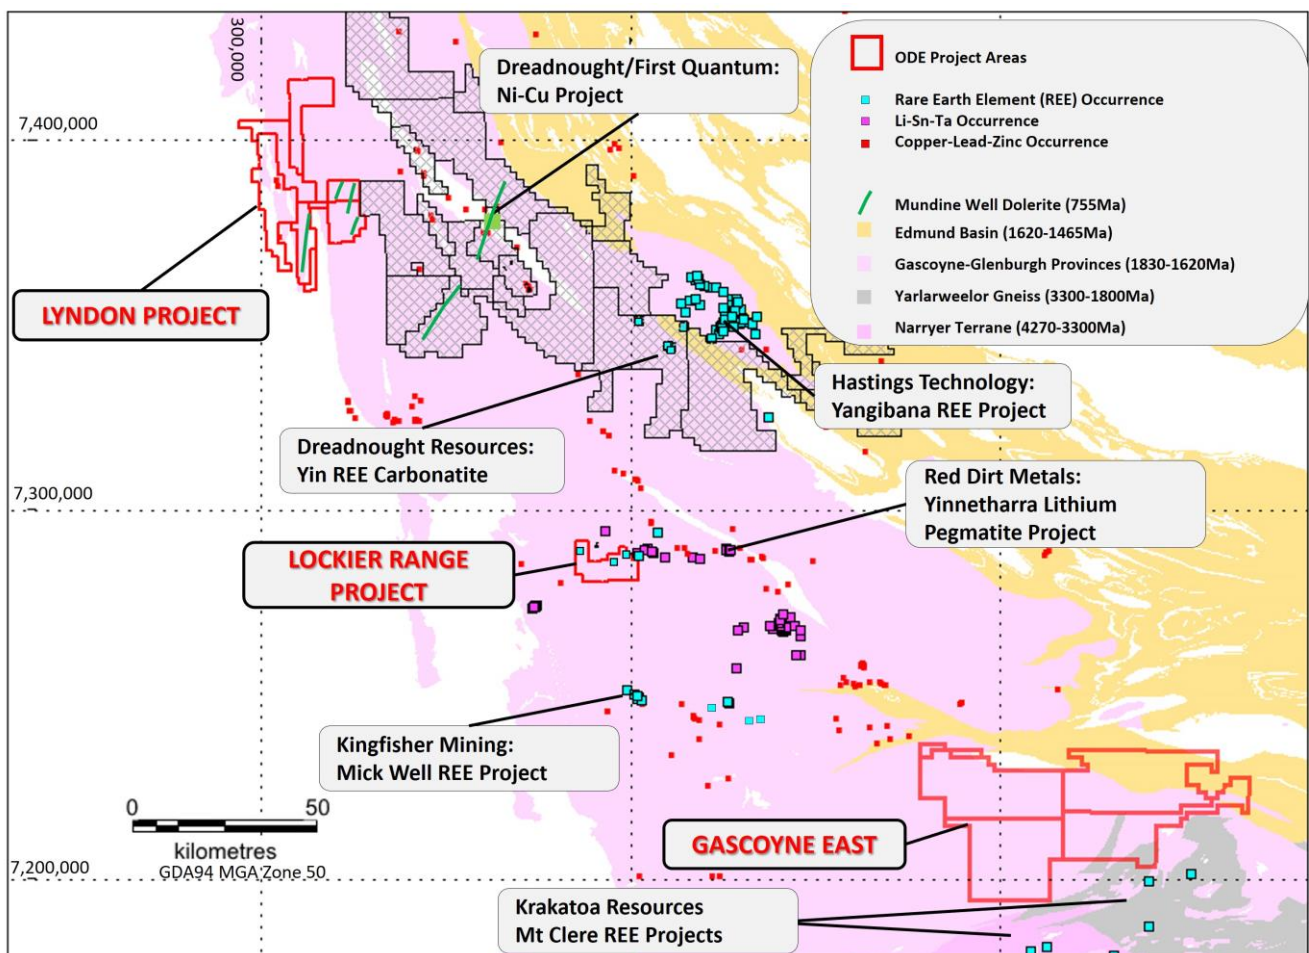 300,000
7,400,000
7,300,000
7,200,000
Dreadnought/First Quantum:
Ni-Cu Project
ODE Project Areas
Rare Earth Element (REE) Occurrence
Li-Sn-Ta Occurrence
Copper-Lead-Zinc Occurrence
Mundine Well Dolerite (755Ma)
Edmund Basin (1620-1465Ma)
Gascoyne-Glenburgh Provinces (1830-1620Ma)
Yarlarweelor Gneiss (3300-1800Ma)
Narryer Terrane (4270-3300Ma)
LYNDON PROJECT
Hastings Technology:
Yangibana REE Project
Dreadnought Resources:
Yin REE Carbonatite
Red Dirt Metals:
Yinnetharra Lithium
Pegmatite Project
LOCKIER RANGE
PROJECT
Kingfisher Mining:
Mick Well REE Project
0 50
kilometres
GDA94 MGA Zone 50
GASCOYNE EAST
Krakatoa Resources
Mt Clere REE Projects